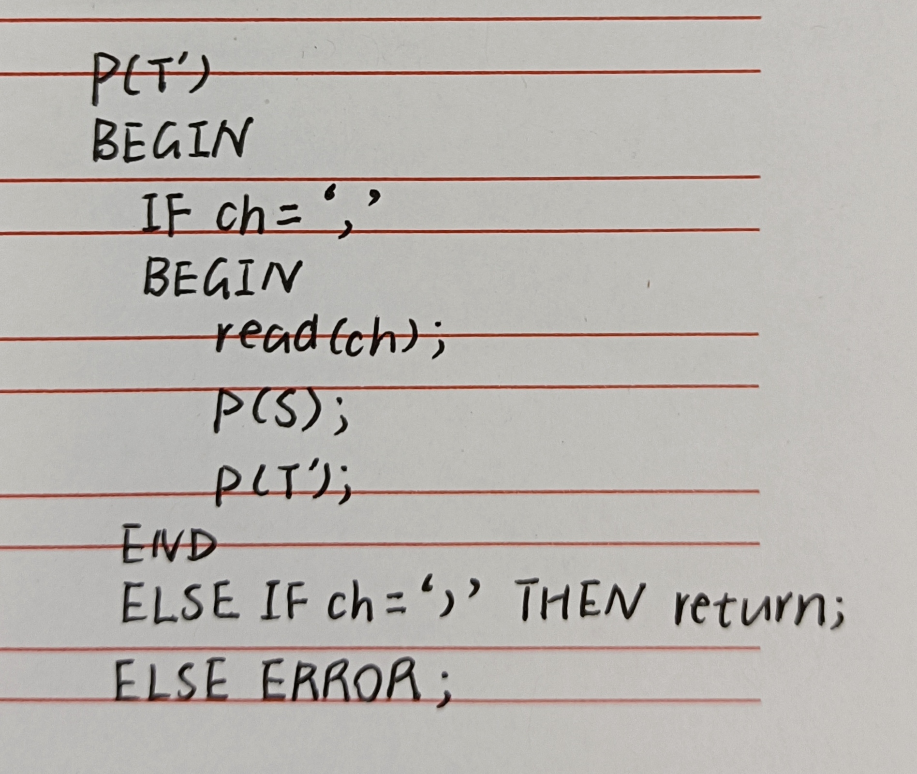 P(T')
BEGIN
IF ch = ‘,’
BEGIN
read(ch);
P(S);
P(T');
END
ELSE IF ch = ‘)’ THEN return;
ELSE ERROR;